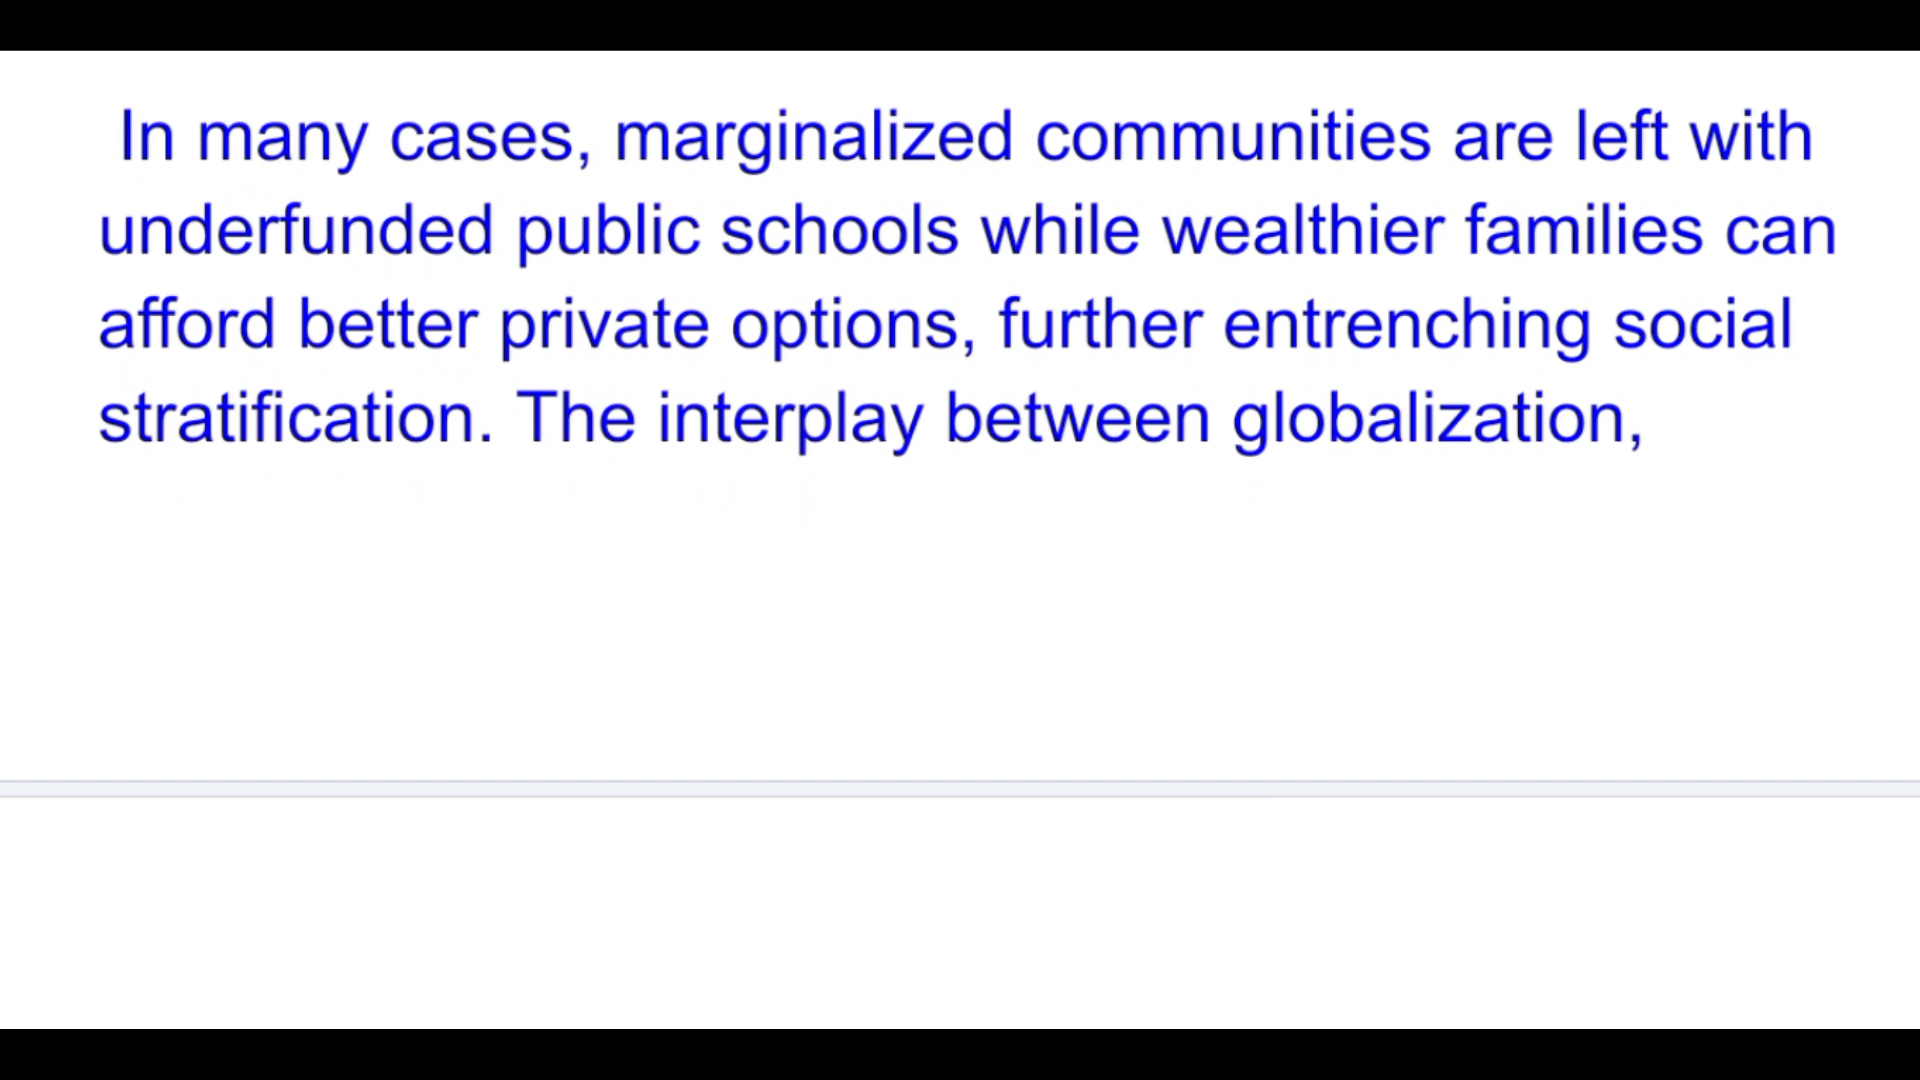 In many cases, marginalized communities are left with
underfunded public schools while wealthier families can
afford better private options, further entrenching social
stratification. The interplay between globalization,